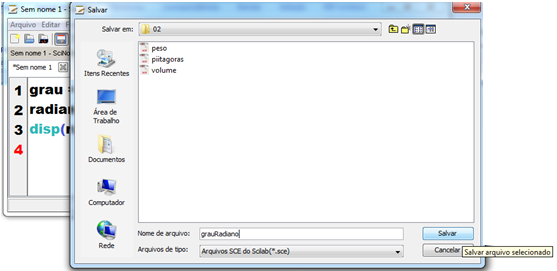 Sem nome 1 - Sci
Salvar
Arquivo Editar F
Sem nome 1 - SciNo
*Sem nome 1
1 grau =
2 radian
3 disp(r
4
Salvar em: 02
Itens Recentes
Área de
Trabalho
Documentos
Computador
Rede
peso
piitagoras
volume
Nome de arquivo: grauRadiano Salvar
Arquivos de tipo: Arquivos SCE do Scilab(*.sce) Cancelar
Salvar arquivo selecionado